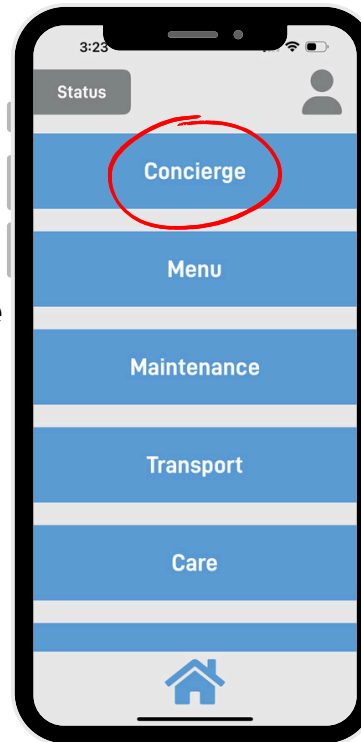 3:23
Status
Concierge
Menu
Maintenance
Transport
Care